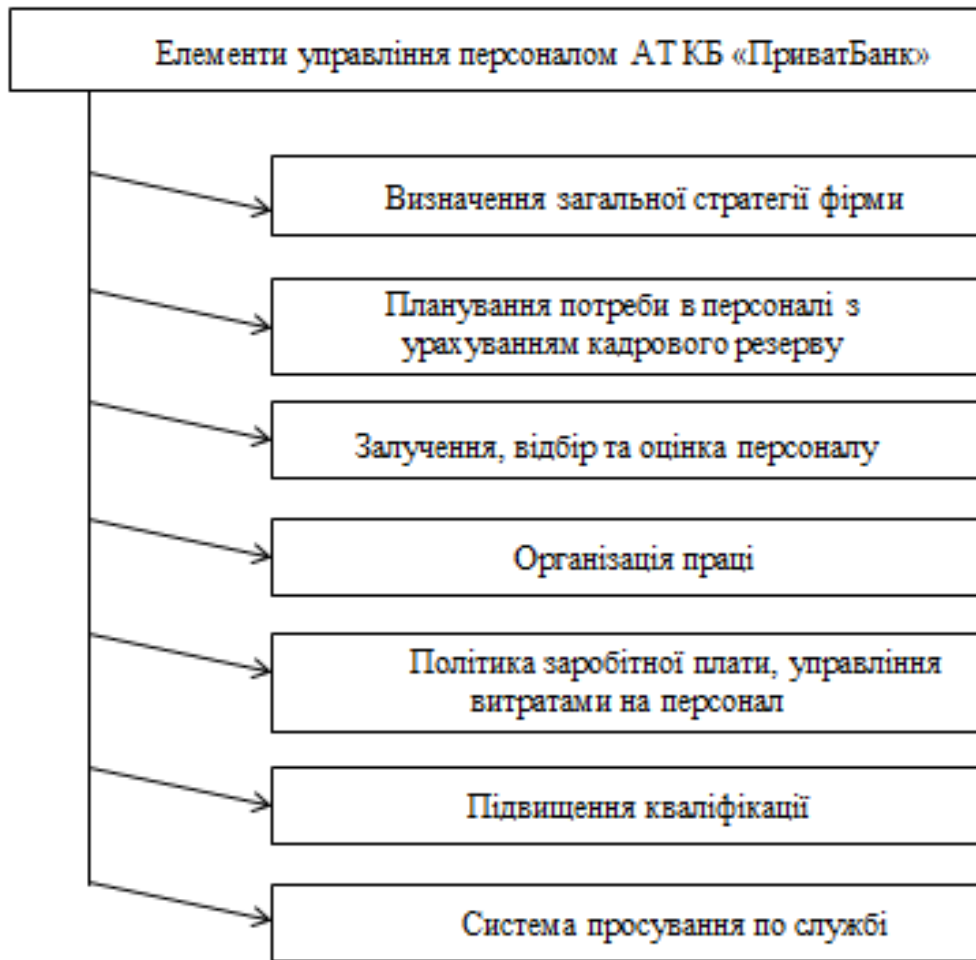 Елементи управління персоналом АТ КБ «ПриватБанк»
Визначення загальної стратегії фірми
Планування потреби в персоналі з
урахуванням кадрового резерву
Залучення, відбір та оцінка персоналу
Організація праці
Політика заробітної плати, управління
витратами на персонал
Підвищення кваліфікації
Система просування по службі